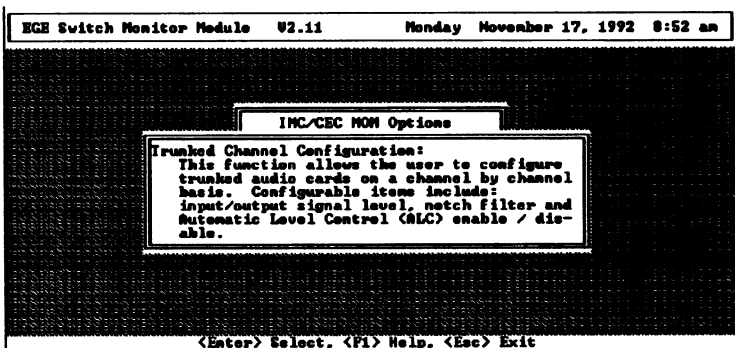 EGE Switch Monitor Module V2.11 Monday November 17, 1992 8:52 am
IMC/CEC MOM Options
Trunked Channel Configuration:
This function allows the user to configure
trunked audio cards on a channel by channel
basis. Configurable items include:
input/output signal level, notch filter and
Automatic Level Control (ALC) enable / dis-
able.
<Enter> Select, <F1> Help, <Esc> Exit